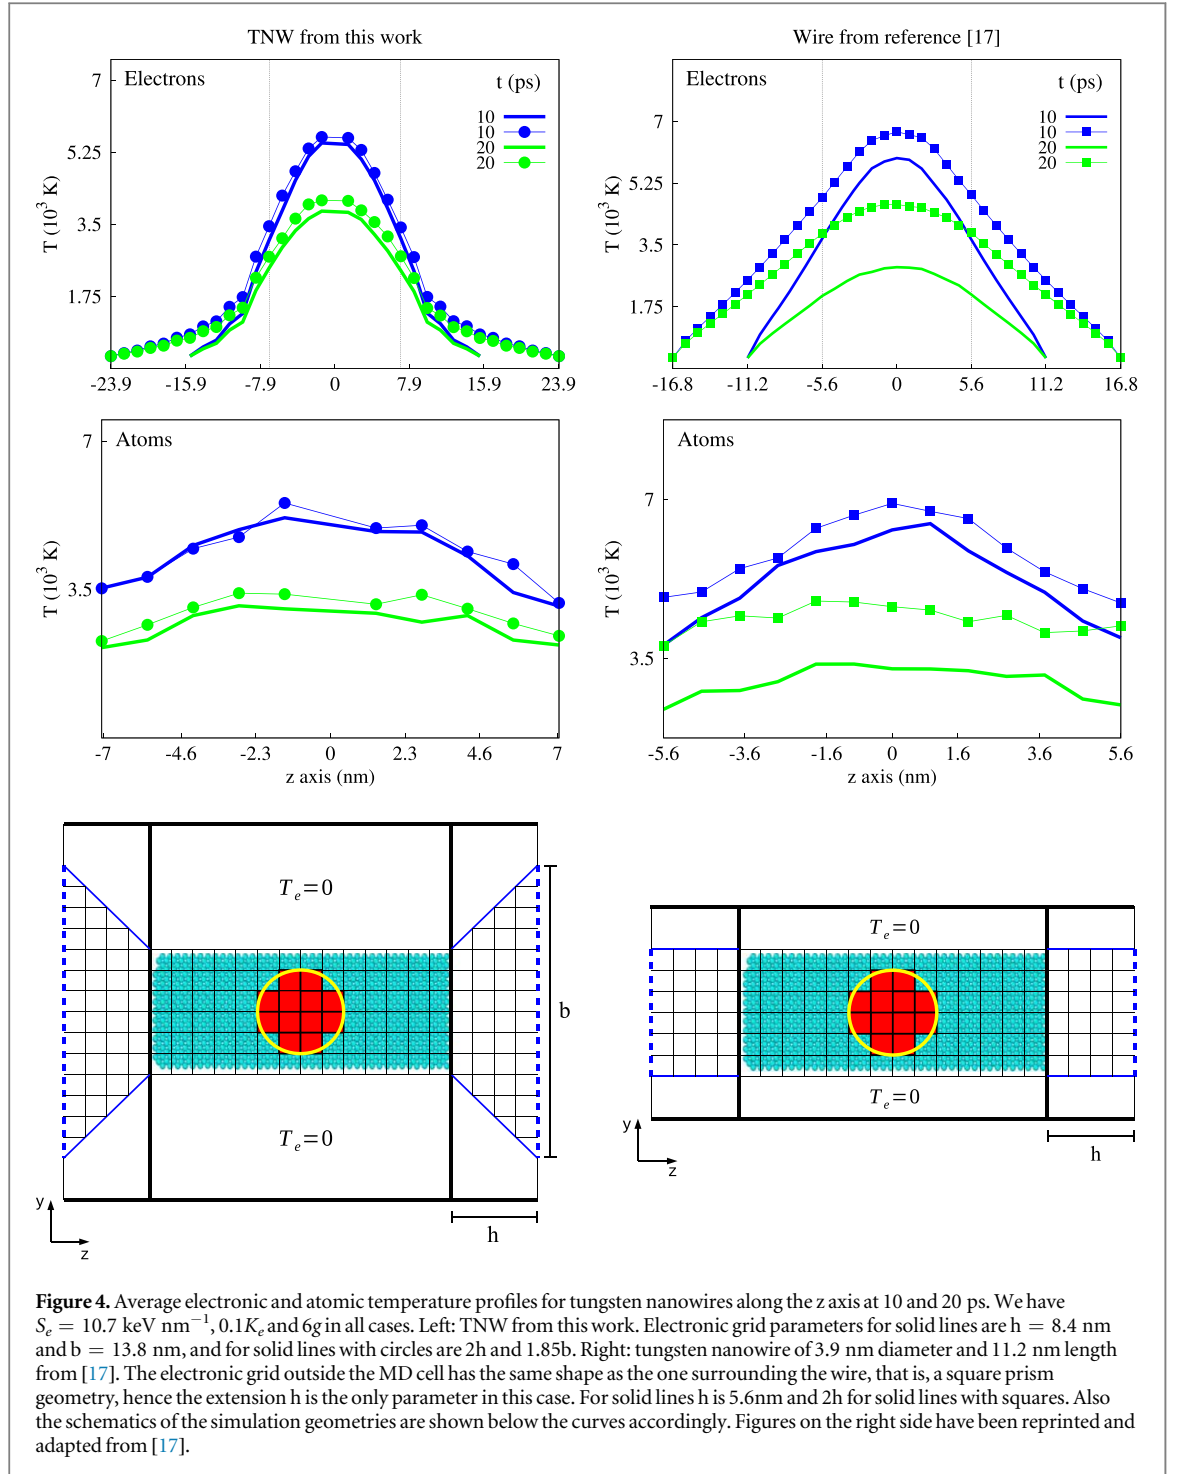 TNW from this work
Wire from reference [17]
Electrons
t (ps)
10
10
20
20
7
5.25
3.5
1.75
T (10³ K)
-23.9 -15.9 -7.9 0 7.9 15.9 23.9
Electrons
t (ps)
10
10
20
20
7
5.25
3.5
1.75
T (10³ K)
-16.8 -11.2 -5.6 0 5.6 11.2 16.8
Atoms
7
3.5
T (10³ K)
-7 -4.6 -2.3 0 2.3 4.6 7
z axis (nm)
Atoms
7
3.5
T (10³ K)
-5.6 -3.6 -1.6 0 1.6 3.6 5.6
z axis (nm)
Tₑ=0
b
Tₑ=0
h
y
z
Tₑ=0
Tₑ=0
h
y
z
Figure 4. Average electronic and atomic temperature profiles for tungsten nanowires along the z axis at 10 and 20 ps. We have
Sₑ = 10.7 keV nm⁻¹, 0.1Kₑ and 6g in all cases. Left: TNW from this work. Electronic grid parameters for solid lines are h = 8.4 nm
and b = 13.8 nm, and for solid lines with circles are 2h and 1.85b. Right: tungsten nanowire of 3.9 nm diameter and 11.2 nm length
from [17]. The electronic grid outside the MD cell has the same shape as the one surrounding the wire, that is, a square prism
geometry, hence the extension h is the only parameter in this case. For solid lines h is 5.6nm and 2h for solid lines with squares. Also
the schematics of the simulation geometries are shown below the curves accordingly. Figures on the right side have been reprinted and
adapted from [17].